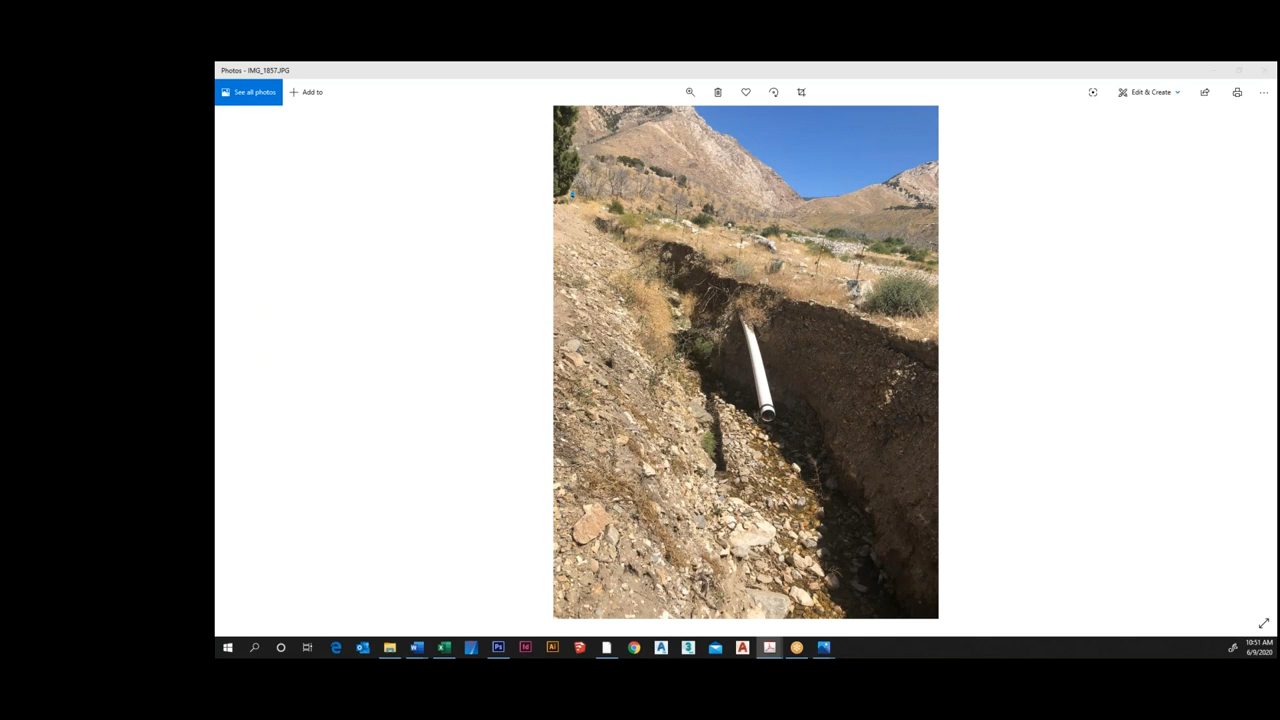 Photos - IMG_1857.JPG
See all photos
Add to
Edit & Create
10:51 AM
6/9/2020